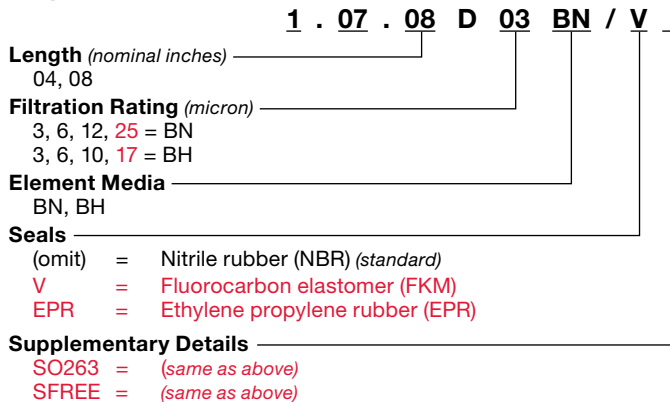 1 . 07 . 08 D 03 BN / V
Length (nominal inches)
04, 08
Filtration Rating (micron)
3, 6, 12, 25 = BN
3, 6, 10, 17 = BH
Element Media
BN, BH
Seals
(omit) = Nitrile rubber (NBR) (standard)
V = Fluorocarbon elastomer (FKM)
EPR = Ethylene propylene rubber (EPR)
Supplementary Details
SO263 = (same as above)
SFREE = (same as above)